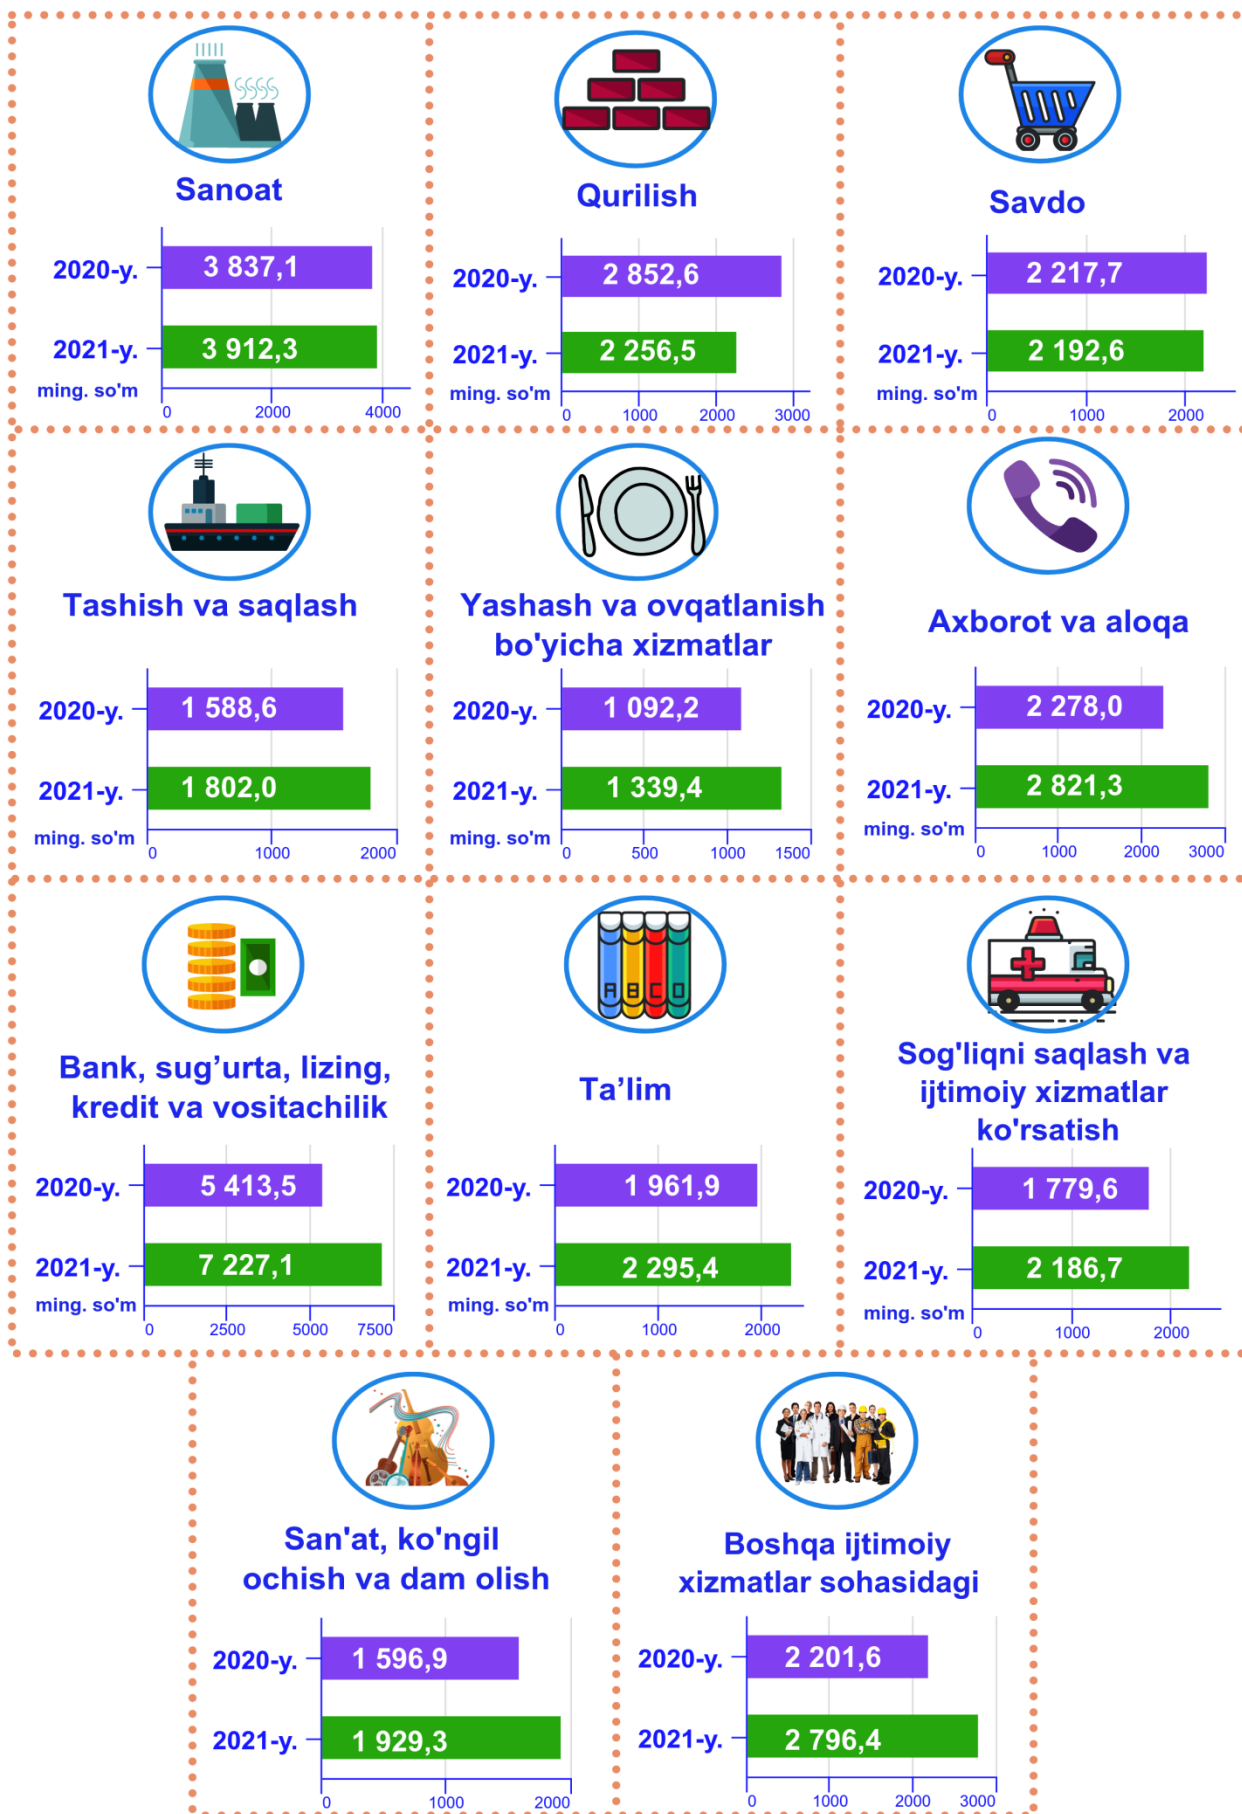 Sanoat
2020-y.
3 837,1
2021-y.
3 912,3
ming. so'm
0 2000 4000
Qurilish
2020-y.
2 852,6
2021-y.
2 256,5
ming. so'm
0 1000 2000 3000
Savdo
2020-y.
2 217,7
2021-y.
2 192,6
ming. so'm
0 1000 2000
Tashish va saqlash
2020-y.
1 588,6
2021-y.
1 802,0
ming. so'm
0 1000 2000
Yashash va ovqatlanish
bo'yicha xizmatlar
2020-y.
1 092,2
2021-y.
1 339,4
ming. so'm
0 500 1000 1500
Axborot va aloqa
2020-y.
2 278,0
2021-y.
2 821,3
ming. so'm
0 1000 2000 3000
Bank, sug’urta, lizing,
kredit va vositachilik
2020-y.
5 413,5
2021-y.
7 227,1
ming. so'm
0 2500 5000 7500
A B C D
Ta’lim
2020-y.
1 961,9
2021-y.
2 295,4
ming. so'm
0 1000 2000
Sog'liqni saqlash va
ijtimoiy xizmatlar
ko'rsatish
2020-y.
1 779,6
2021-y.
2 186,7
ming. so'm
0 1000 2000
San'at, ko'ngil
ochish va dam olish
2020-y.
1 596,9
2021-y.
1 929,3
0 1000 2000
Boshqa ijtimoiy
xizmatlar sohasidagi
2020-y.
2 201,6
2021-y.
2 796,4
0 1000 2000 3000